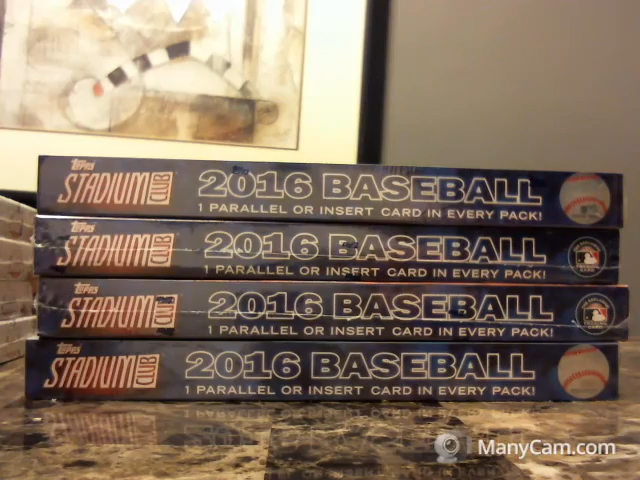 Topps
STADIUM CLUB
2016 BASEBALL
1 PARALLEL OR INSERT CARD IN EVERY PACK!
Topps
STADIUM CLUB
2016 BASEBALL
1 PARALLEL OR INSERT CARD IN EVERY PACK!
Topps
STADIUM CLUB
2016 BASEBALL
1 PARALLEL OR INSERT CARD IN EVERY PACK!
Topps
STADIUM CLUB
2016 BASEBALL
1 PARALLEL OR INSERT CARD IN EVERY PACK!
ManyCam.com